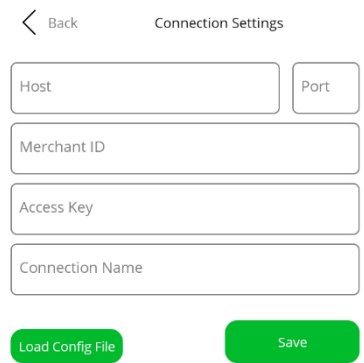 Back
Connection Settings
Host
Port
Merchant ID
Access Key
Connection Name
Load Config File
Save